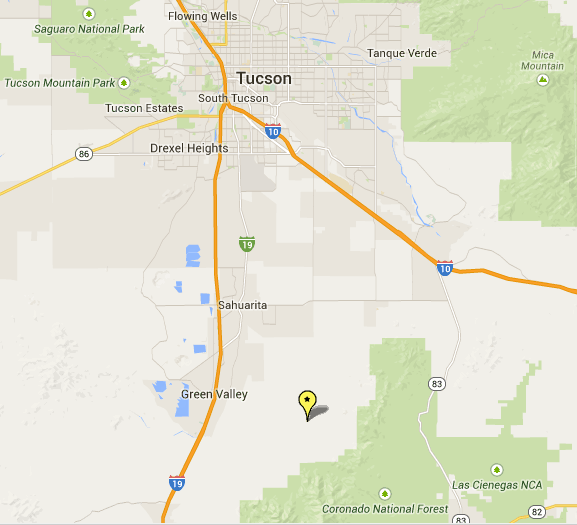 Flowing Wells
Saguaro National Park
Tanque Verde
Mica
Mountain
Tucson
Tucson Mountain Park
South Tucson
Tucson Estates
10
Drexel Heights
86
19
10
Sahuarita
83
Green Valley
19
Las Cienegas NCA
Coronado National Forest
82
83